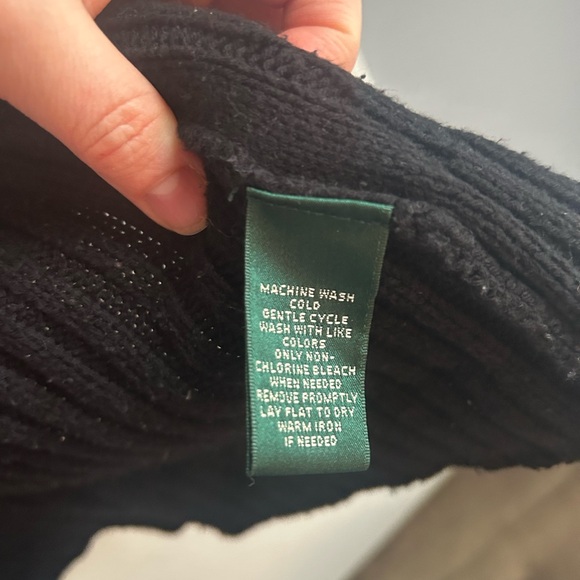 MACHINE WASH
COLD
GENTLE CYCLE
WASH WITH LIKE
COLORS
ONLY NON-
CHLORINE BLEACH
WHEN NEEDED
REMOVE PROMPTLY
LAY FLAT TO DRY
WARM IRON
IF NEEDED